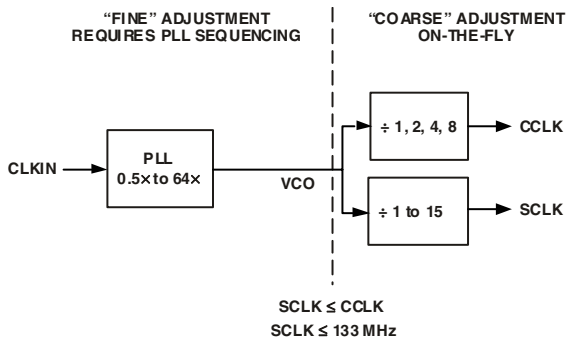 “FINE” ADJUSTMENT
REQUIRES PLL SEQUENCING
“COARSE” ADJUSTMENT
ON-THE-FLY
CLKIN
PLL
0.5× to 64×
VCO
÷ 1, 2, 4, 8
CCLK
÷ 1 to 15
SCLK
SCLK ≤ CCLK
SCLK ≤ 133 MHz